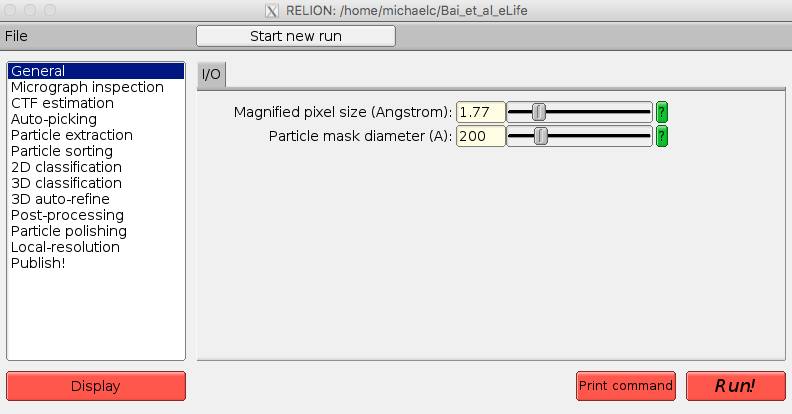 RELION: /home/michaelc/Bai_et_al_eLife
File
Start new run
General
Micrograph inspection
CTF estimation
Auto-picking
Particle extraction
Particle sorting
2D classification
3D classification
3D auto-refine
Post-processing
Particle polishing
Local-resolution
Publish!
I/O
Magnified pixel size (Angstrom): 1.77 ?
Particle mask diameter (A): 200 ?
Display
Print command
Run!